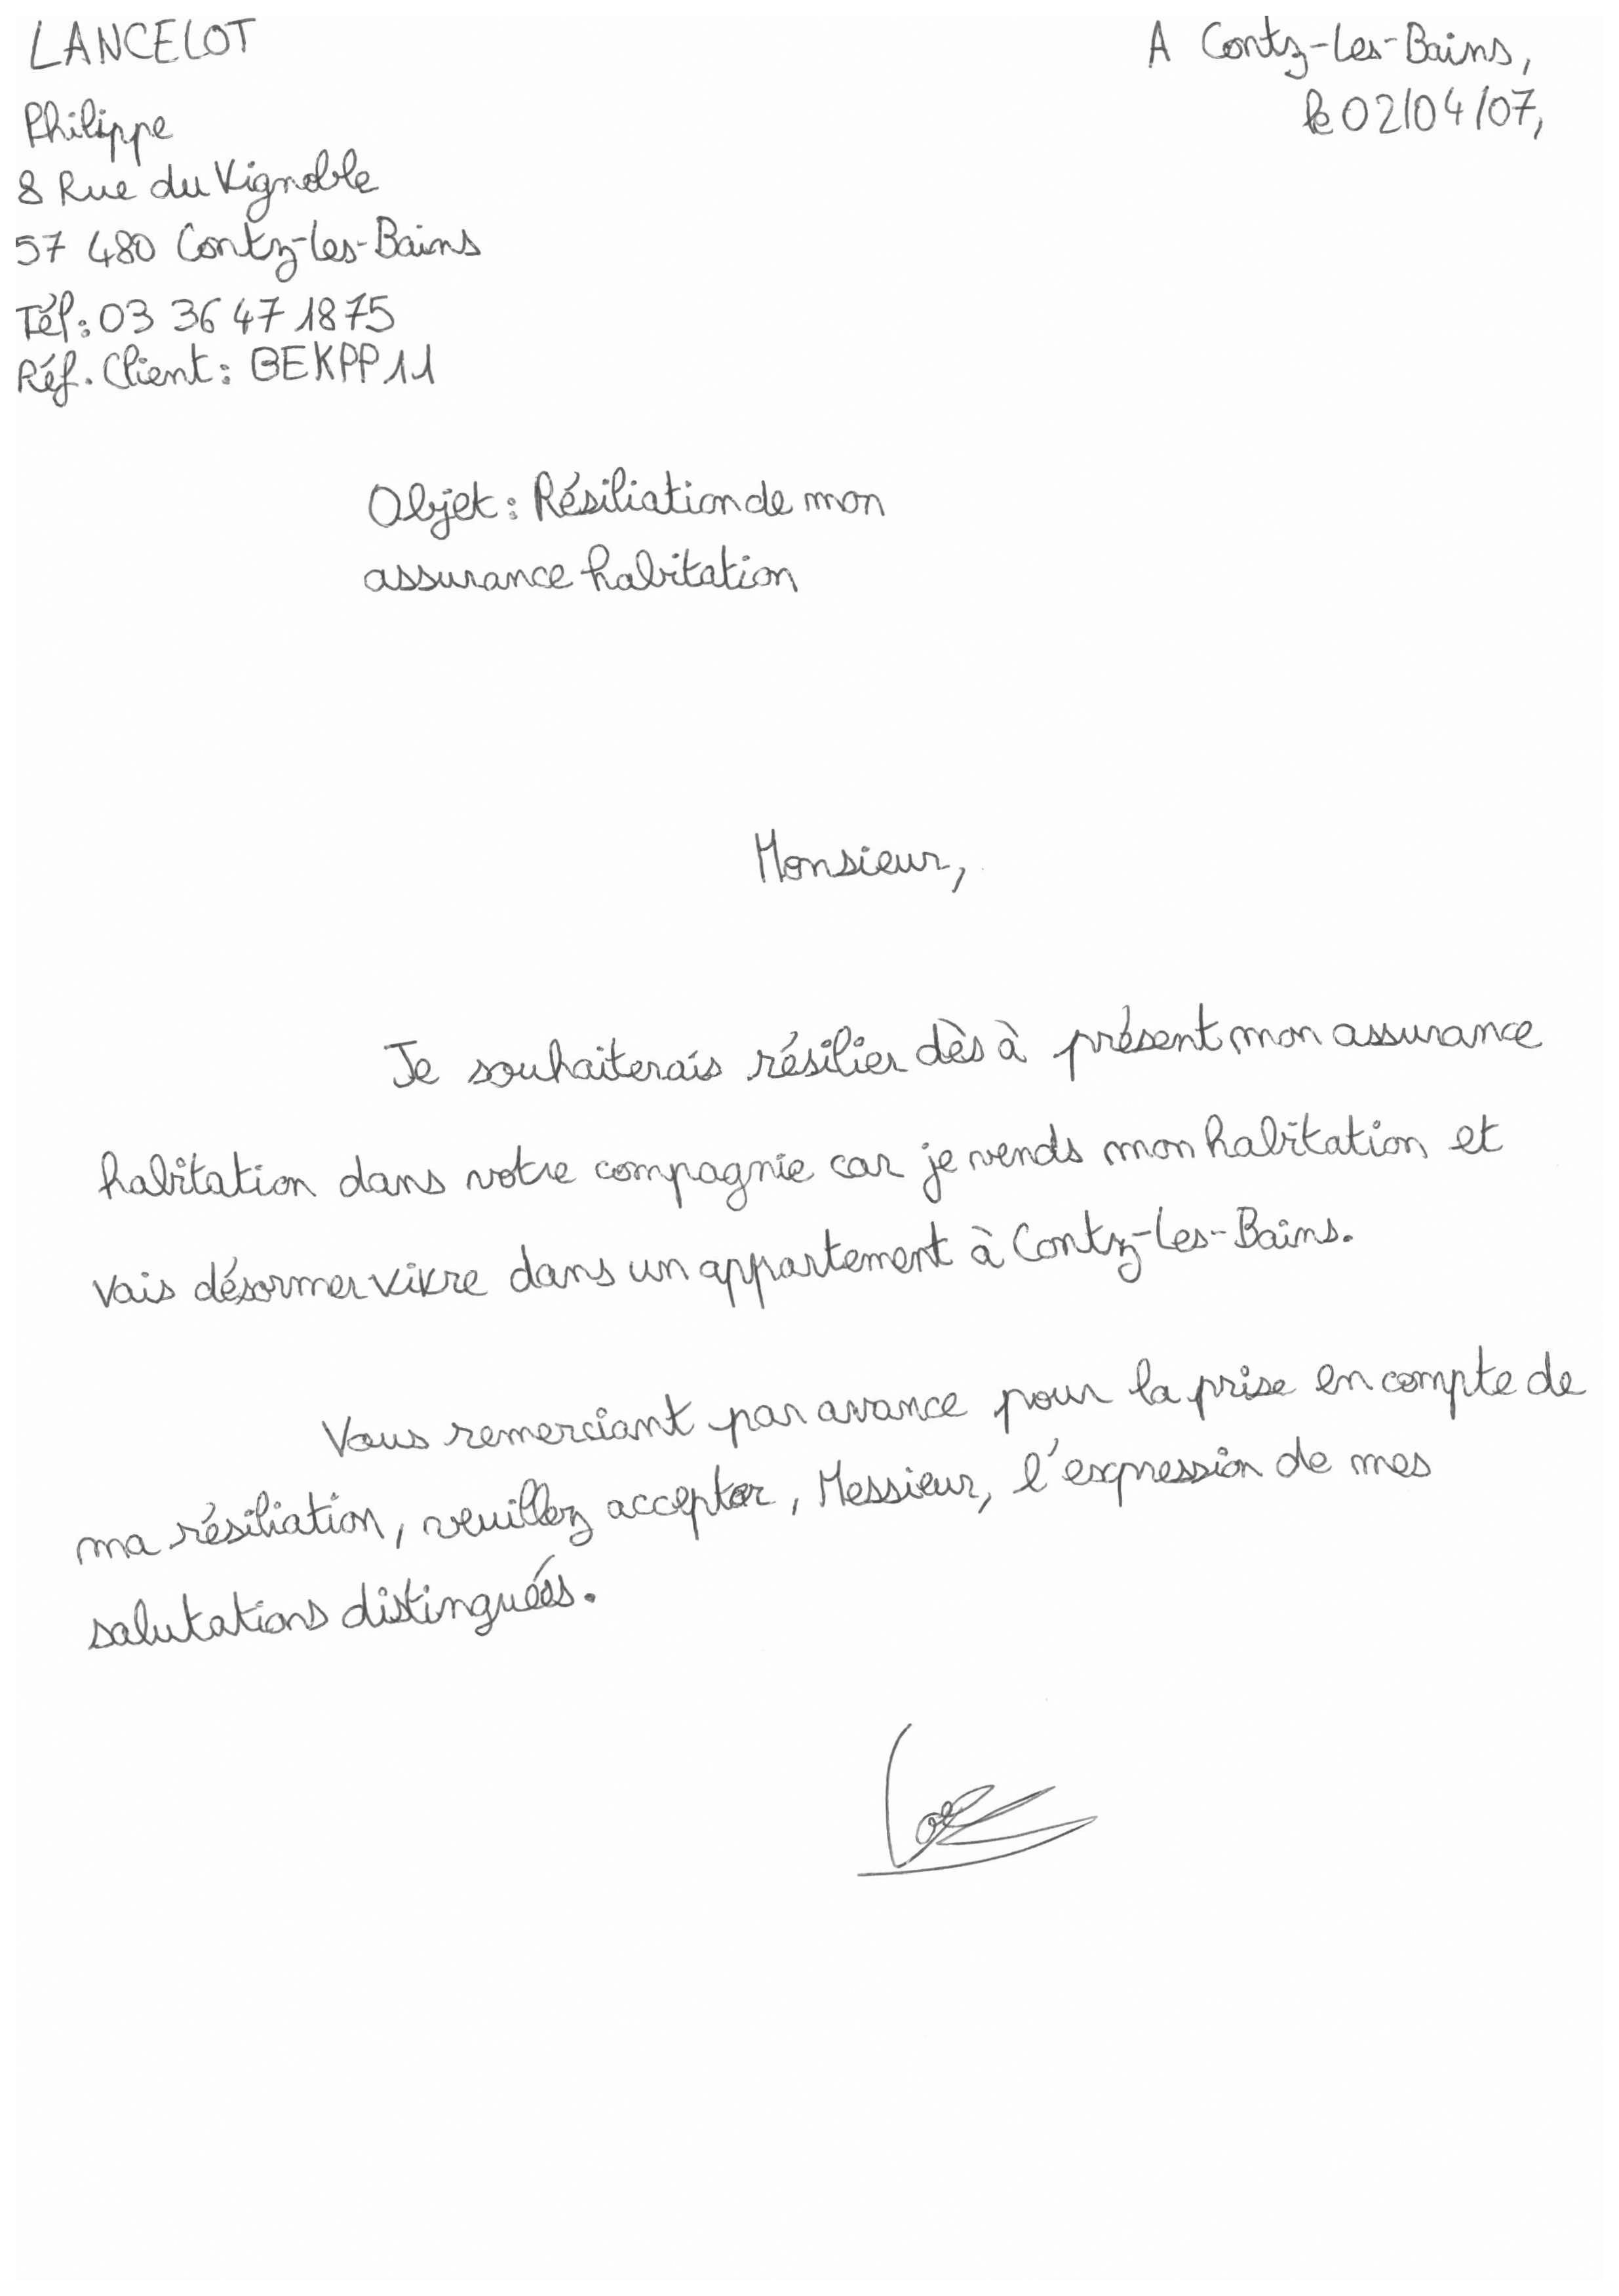 LANCELOT
Philippe
8 Rue du Vignoble
57 480 Contz-les-Bains
Tél : 03 36 47 18 75
Réf. Client : BEKPP11
A Contz-les-Bains,
le 02/04/07,
Objet : Résiliation de mon
assurance habitation
Monsieur,
Je souhaiterais résilier dès à présent mon assurance
habitation dans votre compagnie car je vends mon habitation et
vais désormer vivre dans un appartement à Contz-les-Bains.
Vous remerciant par avance pour la prise en compte de
ma résiliation, veuillez accepter, Messieur, l'expression de mes
salutations distinguées.